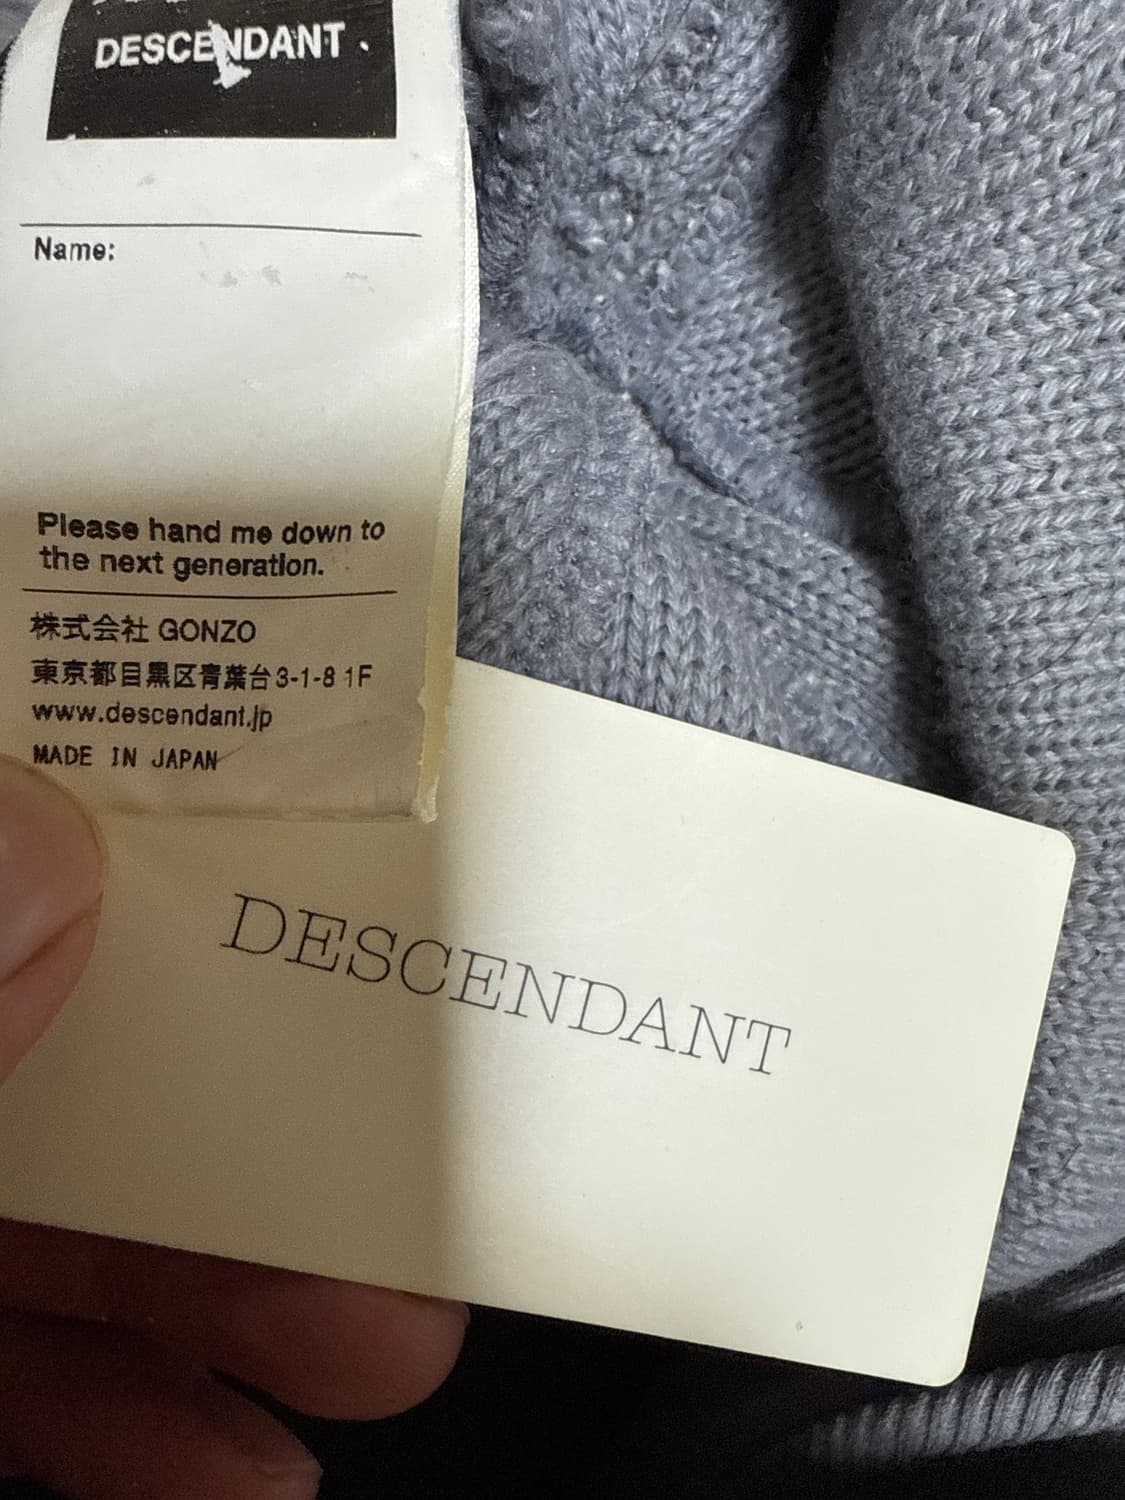 DESCENDANT .
Name:
Please hand me down to
the next generation.
株式会社 GONZO
東京都目黒区青葉台3-1-8 1F
www.descendant.jp
MADE IN JAPAN
DESCENDANT